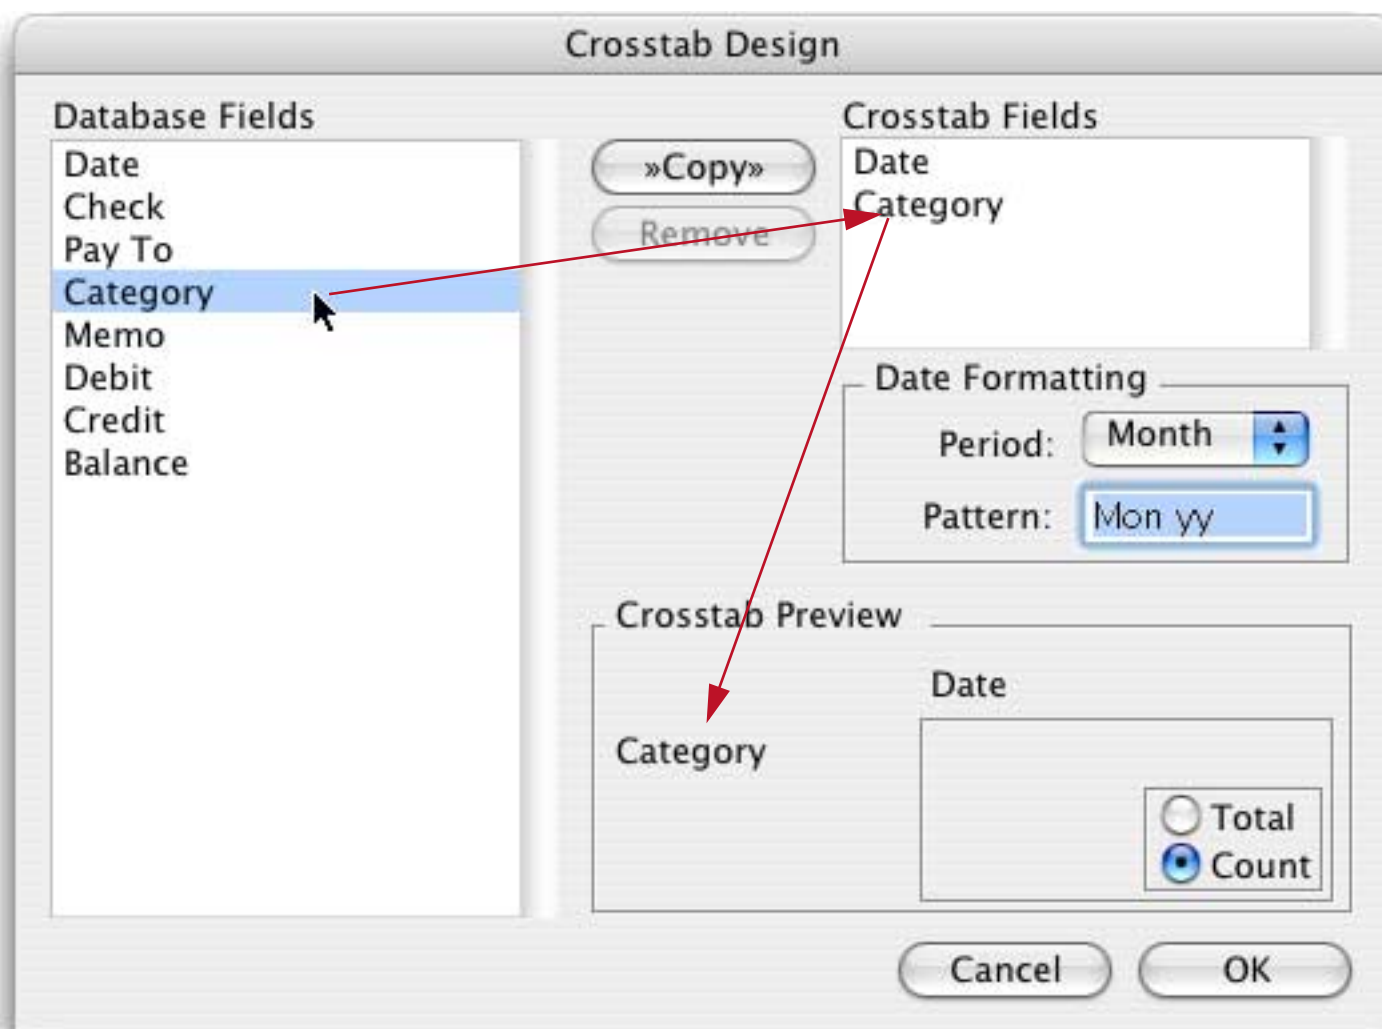 Crosstab Design
Database Fields
Date
Check
Pay To
Category
Memo
Debit
Credit
Balance
»Copy»
Remove
Crosstab Fields
Date
Category
Date Formatting
Period: Month
Pattern: Mon yy
Crosstab Preview
Date
Category
Total
Count
Cancel
OK